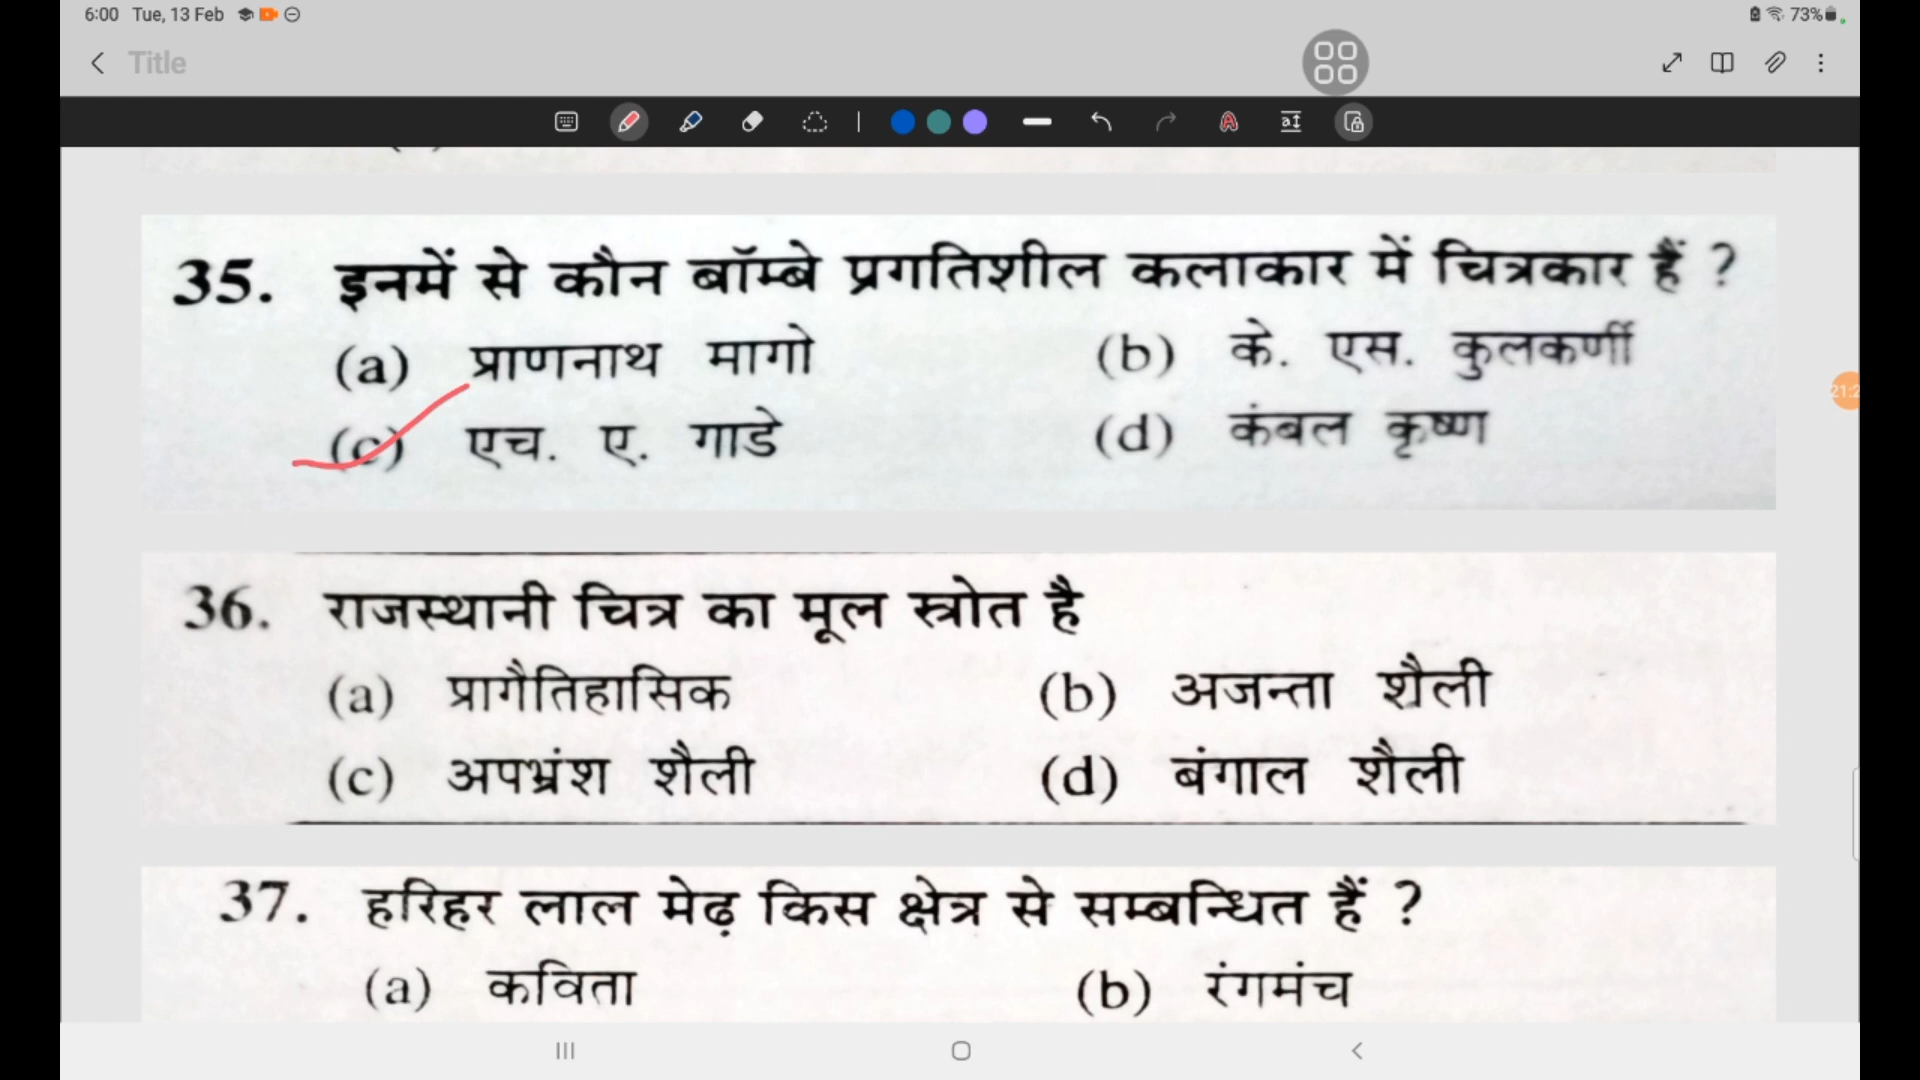 6:00 Tue, 13 Feb
73%
Title
35. इनमें से कौन बॉम्बे प्रगतिशील कलाकार में चित्रकार हैं ?
(a) प्राणनाथ मागो (b) के. एस. कुलकर्णी
(c) एच. ए. गाडे (d) कंबल कृष्ण
36. राजस्थानी चित्र का मूल स्त्रोत है
(a) प्रागैतिहासिक (b) अजन्ता शैली
(c) अपभ्रंश शैली (d) बंगाल शैली
37. हरिहर लाल मेढ़ किस क्षेत्र से सम्बन्धित हैं ?
(a) कविता (b) रंगमंच